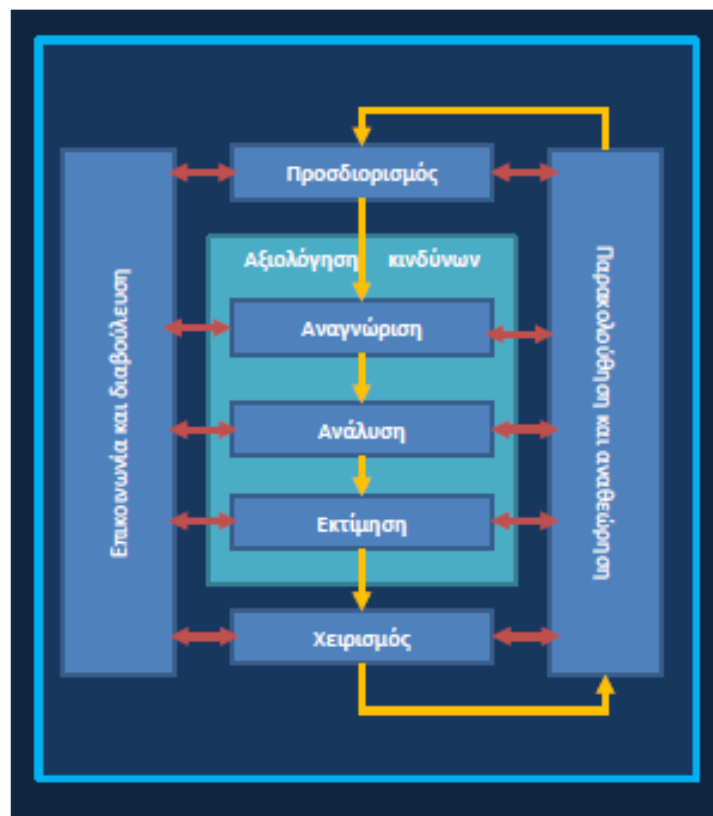 Προσδιορισμός
Αξιολόγηση κινδύνων
Αναγνώριση
Ανάλυση
Εκτίμηση
Χειρισμός
Επικοινωνία και διαβούλευση
Παρακολούθηση και αναθεώρηση